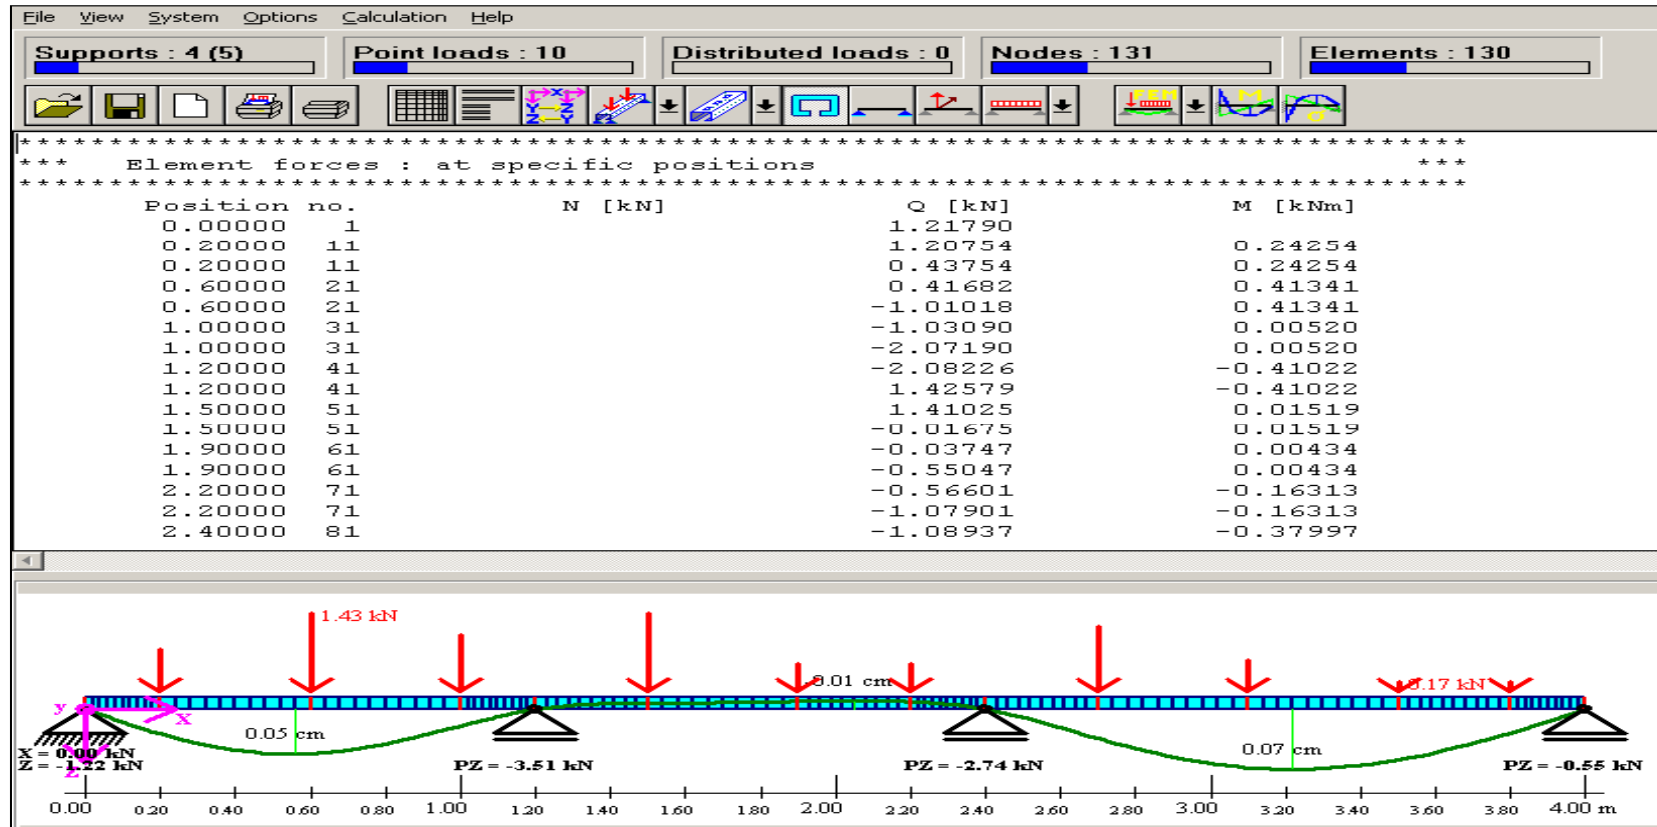 File View System Options Calculation Help
Supports : 4 (5) Point loads : 10 Distributed loads : 0 Nodes : 131 Elements : 130
********************************************************************************
*** Element forces : at specific positions ***
********************************************************************************
Position no. N [kN] Q [kN] M [kNm]
0.00000 1 1.21790
0.20000 11 1.20754 0.24254
0.20000 11 0.43754 0.24254
0.60000 21 0.41682 0.41341
0.60000 21 -1.01018 0.41341
1.00000 31 -1.03090 0.00520
1.00000 31 -2.07190 0.00520
1.20000 41 -2.08226 -0.41022
1.20000 41 1.42579 -0.41022
1.50000 51 1.41025 0.01519
1.50000 51 -0.01675 0.01519
1.90000 61 -0.03747 0.00434
1.90000 61 -0.55047 0.00434
2.20000 71 -0.56601 -0.16313
2.20000 71 -1.07901 -0.16313
2.40000 81 -1.08937 -0.37997
1.43 kN
-0.01 cm
0.17 kN
y
X
0.05 cm
0.07 cm
X = 0.00 kN
Z = -1.22 kN PZ = -3.51 kN PZ = -2.74 kN PZ = -0.55 kN
Z
0.00 0.20 0.40 0.60 0.80 1.00 1.20 1.40 1.60 1.80 2.00 2.20 2.40 2.60 2.80 3.00 3.20 3.40 3.60 3.80 4.00 m